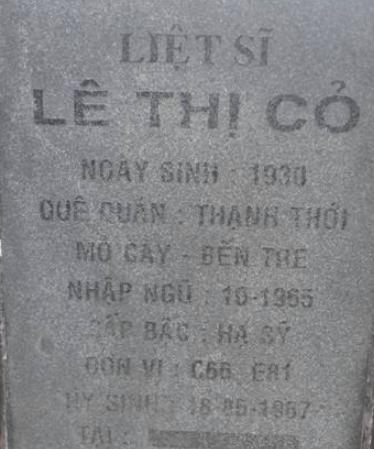 LIỆT SĨ
LÊ THỊ CỎ
NGÀY SINH : 1930
QUÊ QUÁN : THẠNH THỚI
MỎ CÀY - BẾN TRE
NHẬP NGŨ : 10-1965
CẤP BẬC : HẠ SỸ
ĐƠN VỊ : C56, E81
HY SINH : 18-05-1967
TẠI :